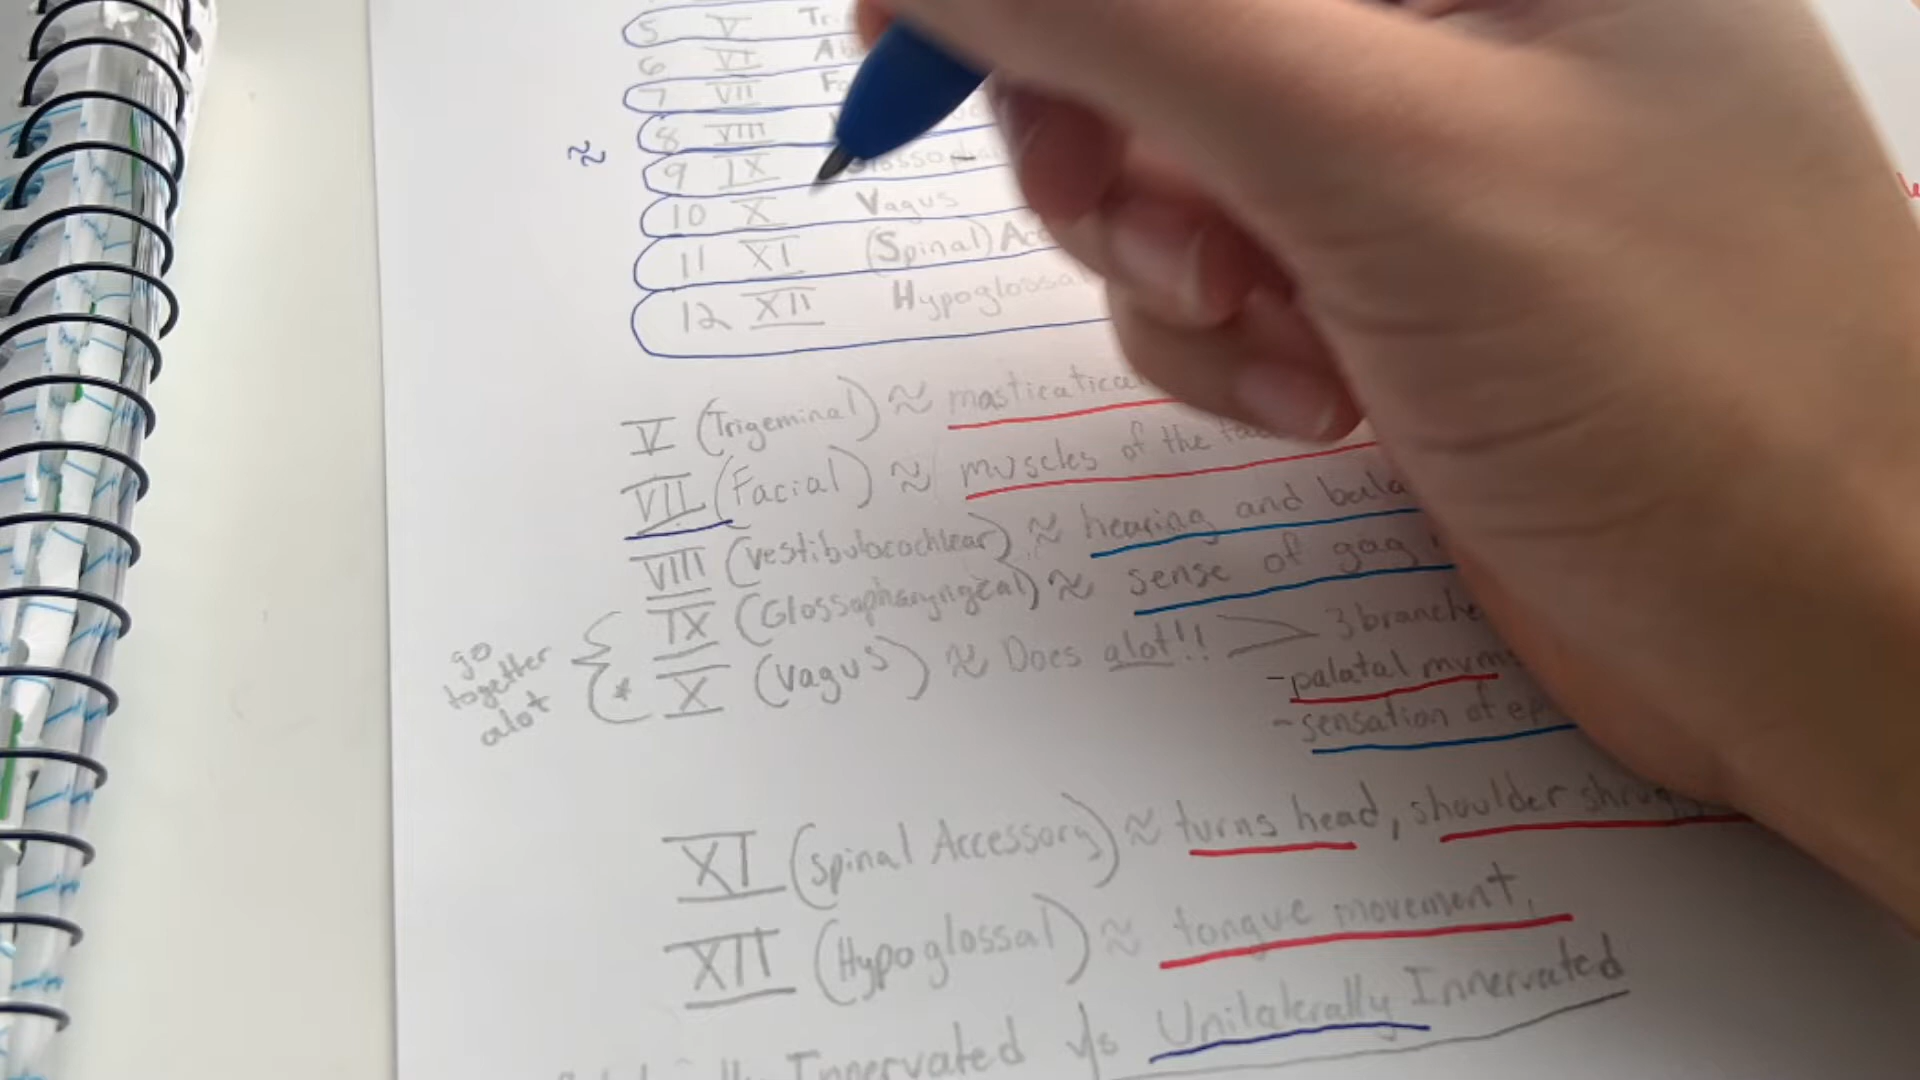 5 V Tr
6 VI A
7 VII F
≈
8 VIII
9 IX
10 X Vagus
11 XI (Spinal) Ac
12 XII Hypoglossal
V (Trigeminal) ≈
VII (Facial) ≈ muscles of the
VIII (vestibulocochlear) ≈ hearing and bala
IX (Glossopharyngeal) ≈ sense of gag
go togetter alot
* X (Vagus) ≈ Does alot!! > 3 branche
-palatal mvm
-sensation of ep
XI (Spinal Accessory) ≈ turns head, shoulder shrug
XII (Hypoglossal) ≈ tongue movement,
Innervated v/s Unilaterally Innervated